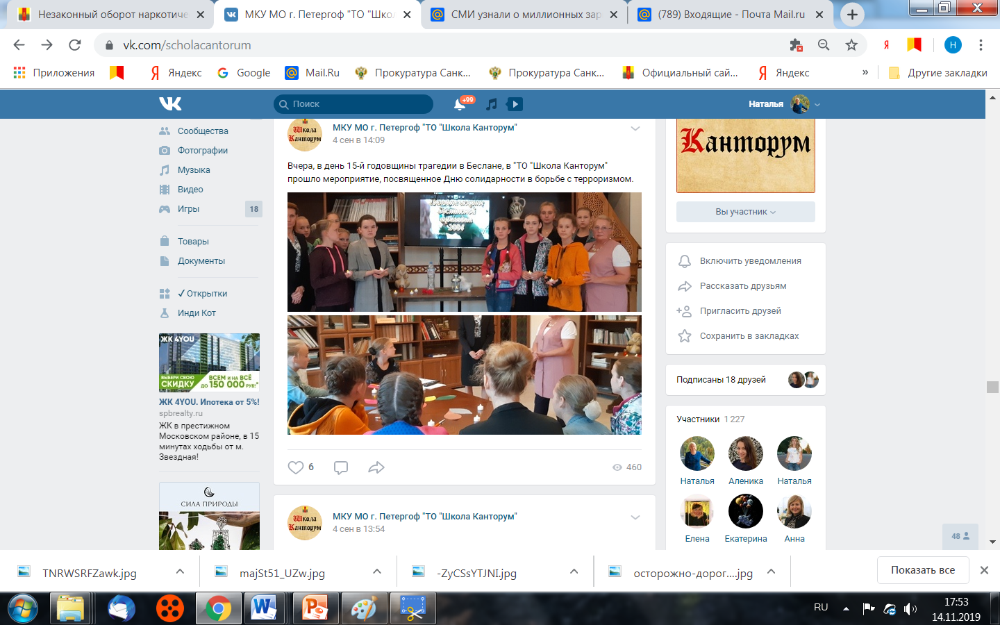 Незаконный оборот наркотиче
МКУ МО г. Петергоф "ТО "Шко
СМИ узнали о миллионных зар
(789) Входящие - Почта Mail.ru
vk.com/scholacantorum
Я
Н
Приложения
Яндекс
Google
Mail.Ru
Прокуратура Санк...
Прокуратура Санк...
Официальный сай...
Яндекс
»
Другие закладки
Поиск
+99
Наталья
Сообщества
Фотографии
Музыка
Видео
Игры 18
Товары
Документы
✓ Открытки
Инди Кот
ЖК 4YOU
ВЫБЕРИ СВОЮ
СКИДКУ
ВСЕМ И НА ВСЁ
ДО 150 000 РУБ!*
ЖК 4YOU. Ипотека от 5%!
spbrealty.ru
ЖК в престижном
Московском районе, в 15
минутах ходьбы от м.
Звездная!
СИЛА ПРИРОДЫ
Школа
Канторум
МКУ МО г. Петергоф "ТО "Школа Канторум"
4 сен в 14:09
Вчера, в день 15-й годовщины трагедии в Беслане, в "ТО "Школа Канторум"
прошло мероприятие, посвященное Дню солидарности в борьбе с терроризмом.
2004
6
460
Школа
Канторум
МКУ МО г. Петергоф "ТО "Школа Канторум"
4 сен в 13:54
Канторум
Вы участник
Включить уведомления
Рассказать друзьям
Пригласить друзей
Сохранить в закладках
Подписаны 18 друзей
Участники 1 227
Наталья
Аленика
Наталья
Елена
Екатерина
Анна
48
TNRWSRFZawk.jpg
majSt51_UZw.jpg
-ZyCSsYTJNI.jpg
осторожно-дорог....jpg
Показать все
RU
17:53
14.11.2019